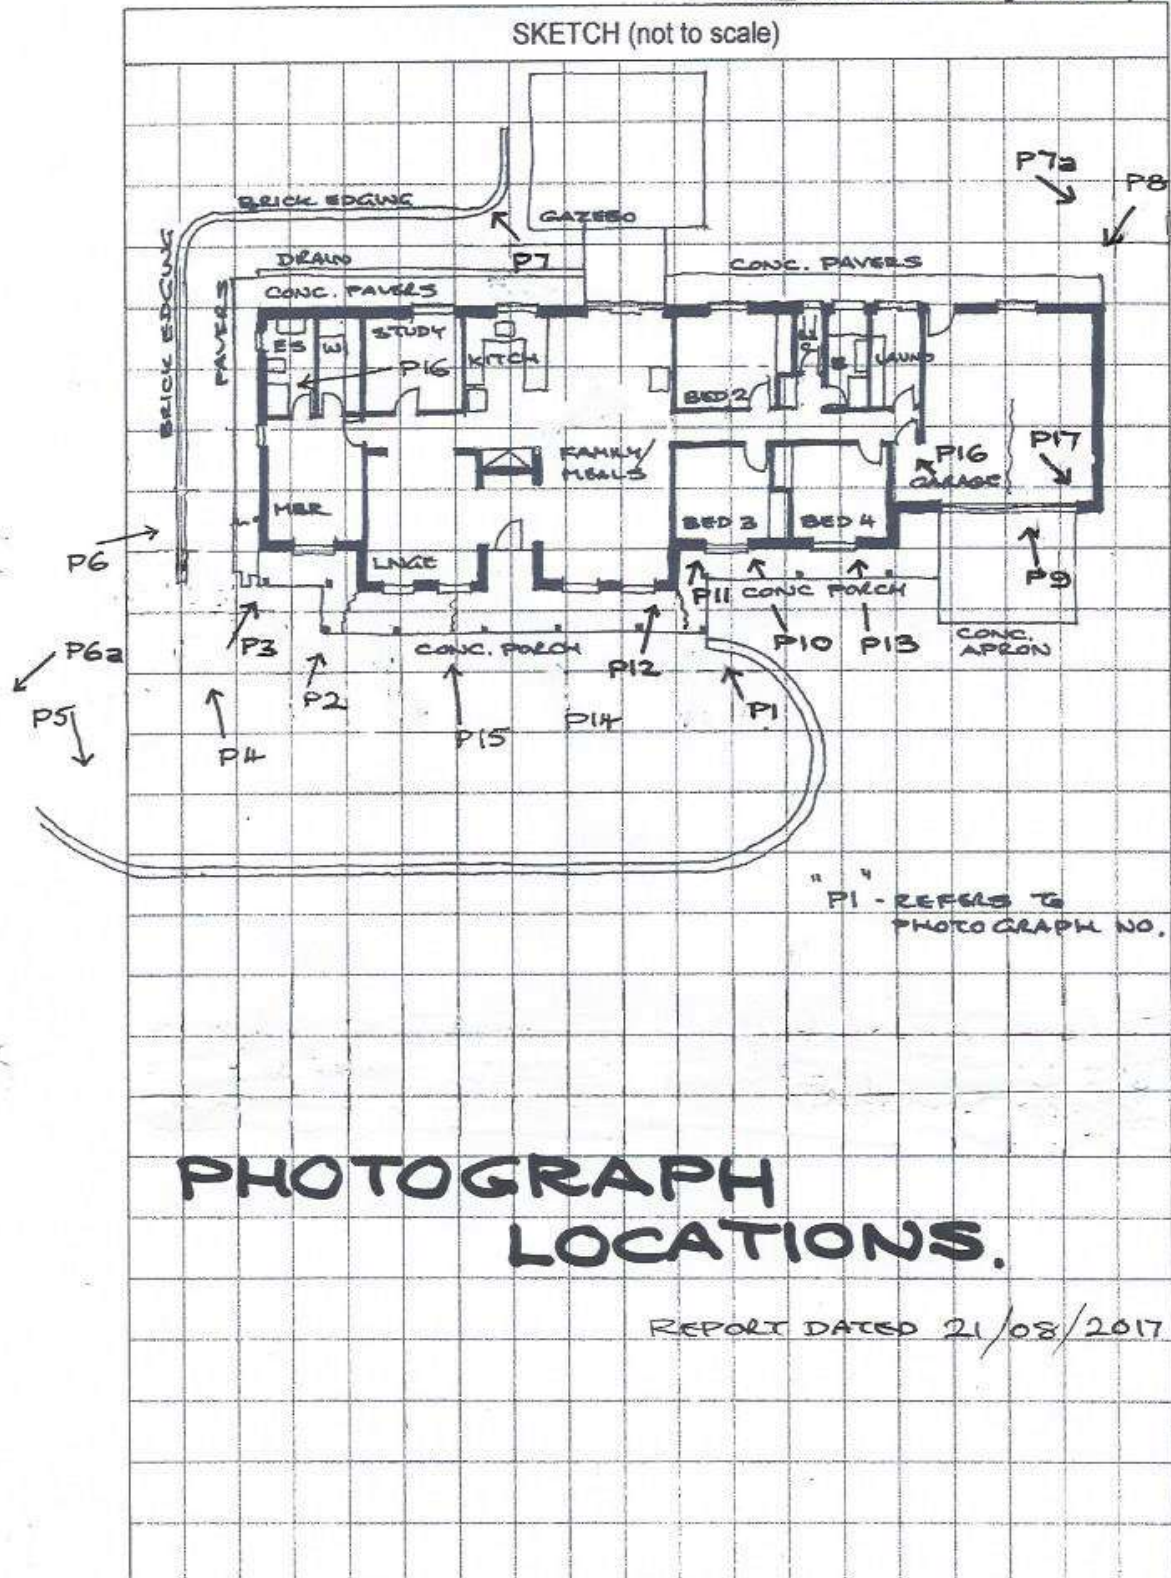 SKETCH (not to scale)
P7a
P8
BRICK EDGING
GAZEBO
P7
BRICK EDGING
DRAIN
CONC. PAVERS
CONC. PAVERS
PAVERS
ES
W
STUDY
P16
KITCH
BED 2
B
LAUND
FAMILY/
MEALS
P16
GARAGE
P17
MBR
BED 3
BED 4
P6
LNGE
P11
CONC PORCH
P9
P3
CONC. PORCH
P12
P10
P13
CONC.
APRON
P6a
P2
P1
P5
P4
P15
P14
"P1" - REFERS TO
PHOTOGRAPH NO.
PHOTOGRAPH
LOCATIONS.
REPORT DATED 21/08/2017